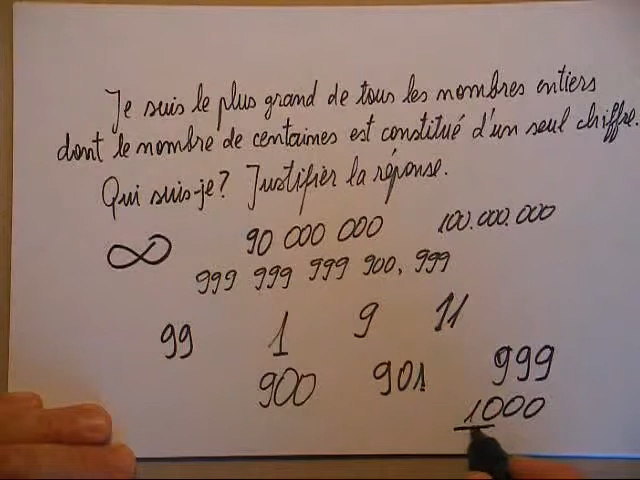 Je suis le plus grand de tous les nombres entiers
dont le nombre de centaines est constitué d'un seul chiffre.
Qui suis-je? Justifier la réponse.
∞ 90 000 000 100.000.000
999 999 999 900, 999
99 1 9 11
900 901 999
1000